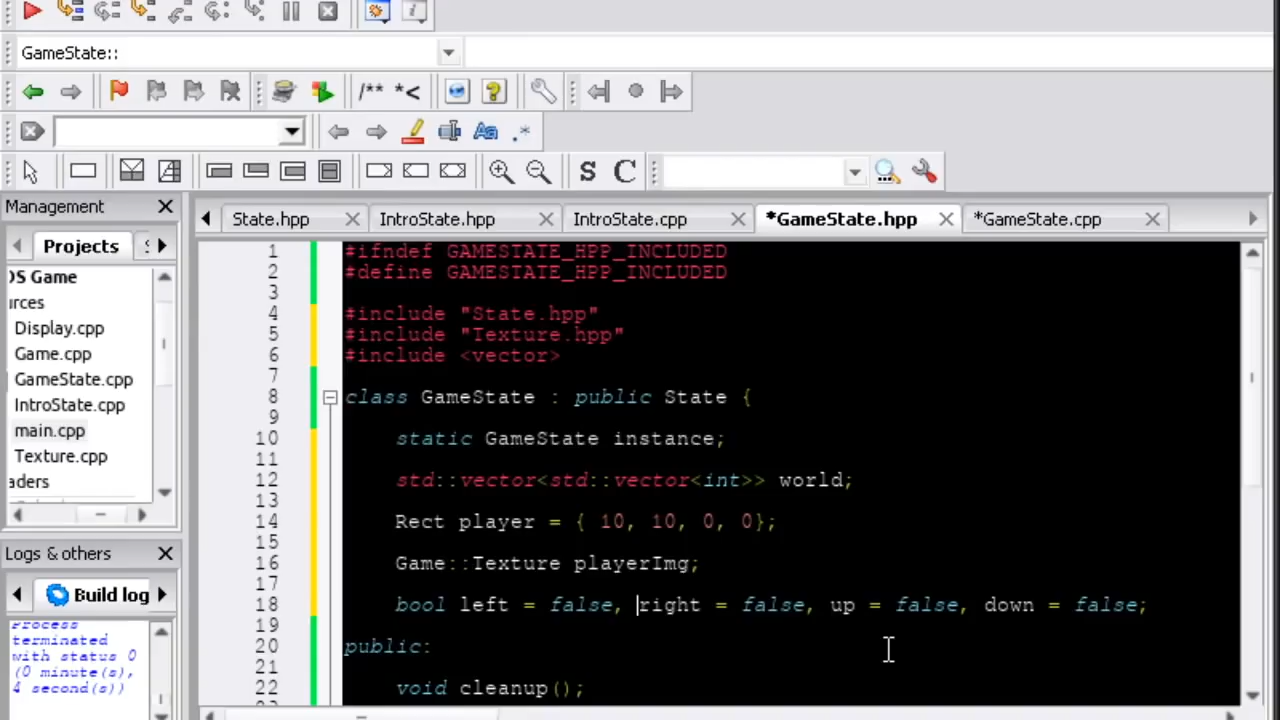 GameState::
/** *<
S C
Management
Projects
State.hpp
IntroState.hpp
IntroState.cpp
*GameState.hpp
*GameState.cpp
OS Game
urces
Display.cpp
Game.cpp
GameState.cpp
IntroState.cpp
main.cpp
Texture.cpp
aders
Logs & others
Build log
Process
terminated
with status 0
(0 minute(s),
4 second(s))
1 #ifndef GAMESTATE_HPP_INCLUDED
2 #define GAMESTATE_HPP_INCLUDED
3
4 #include "State.hpp"
5 #include "Texture.hpp"
6 #include <vector>
7
8 class GameState : public State {
9
10 static GameState instance;
11
12 std::vector<std::vector<int>> world;
13
14 Rect player = { 10, 10, 0, 0};
15
16 Game::Texture playerImg;
17
18 bool left = false, right = false, up = false, down = false;
19
20 public:
21
22 void cleanup();